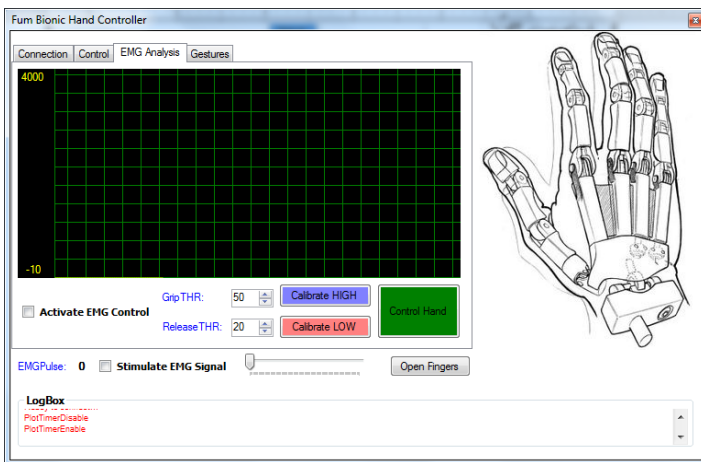 Fum Bionic Hand Controller
Connection Control EMG Analysis Gestures
4000
-10
Activate EMG Control
GripTHR: 50 Calibrate HIGH
ReleaseTHR: 20 Calibrate LOW
Control Hand
EMGPulse: 0 Stimulate EMG Signal Open Fingers
LogBox
PlotTimerDisable
PlotTimerEnable